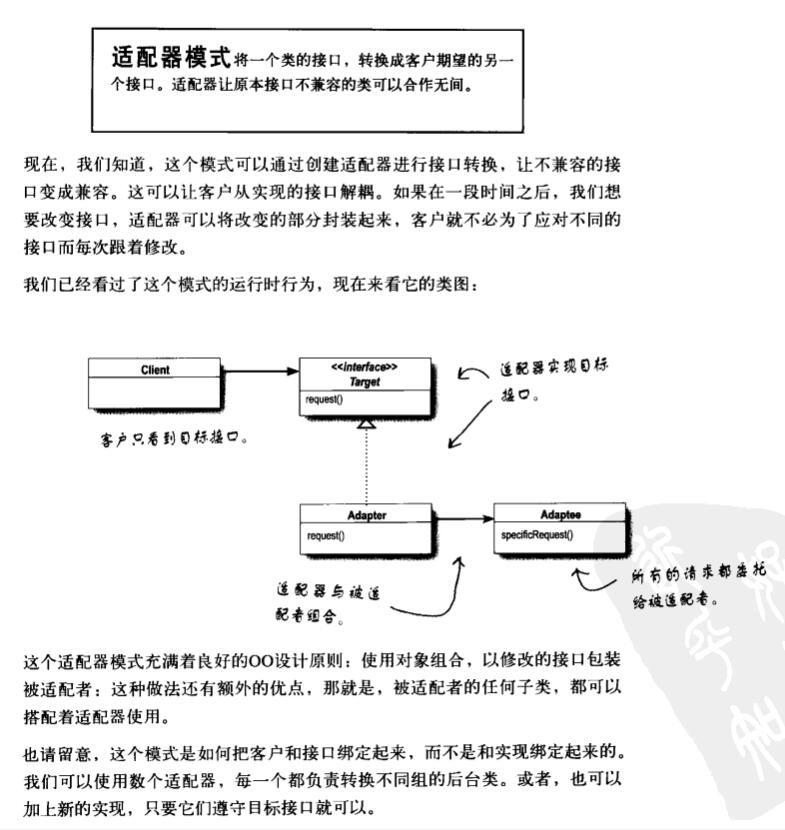 适配器模式将一个类的接口，转换成客户期望的另一
个接口。适配器让原本接口不兼容的类可以合作无间。
现在，我们知道，这个模式可以通过创建适配器进行接口转换，让不兼容的接
口变成兼容。这可以让客户从实现的接口解耦。如果在一段时间之后，我们想
要改变接口，适配器可以将改变的部分封装起来，客户就不必为了应对不同的
接口而每次跟着修改。
我们已经看过了这个模式的运行时行为，现在来看它的类图：
Client
<<interface>>
Target
request()
适配器实现目标
接口。
客户只看到目标接口。
Adapter
request()
Adaptee
specificRequest()
适配器与被适
配者组合。
所有的请求都委托
给被适配者。
这个适配器模式充满着良好的OO设计原则：使用对象组合，以修改的接口包装
被适配者：这种做法还有额外的优点，那就是，被适配者的任何子类，都可以
搭配着适配器使用。
也请留意，这个模式是如何把客户和接口绑定起来，而不是和实现绑定起来的。
我们可以使用数个适配器，每一个都负责转换不同组的后台类。或者，也可以
加上新的实现，只要它们遵守目标接口就可以。